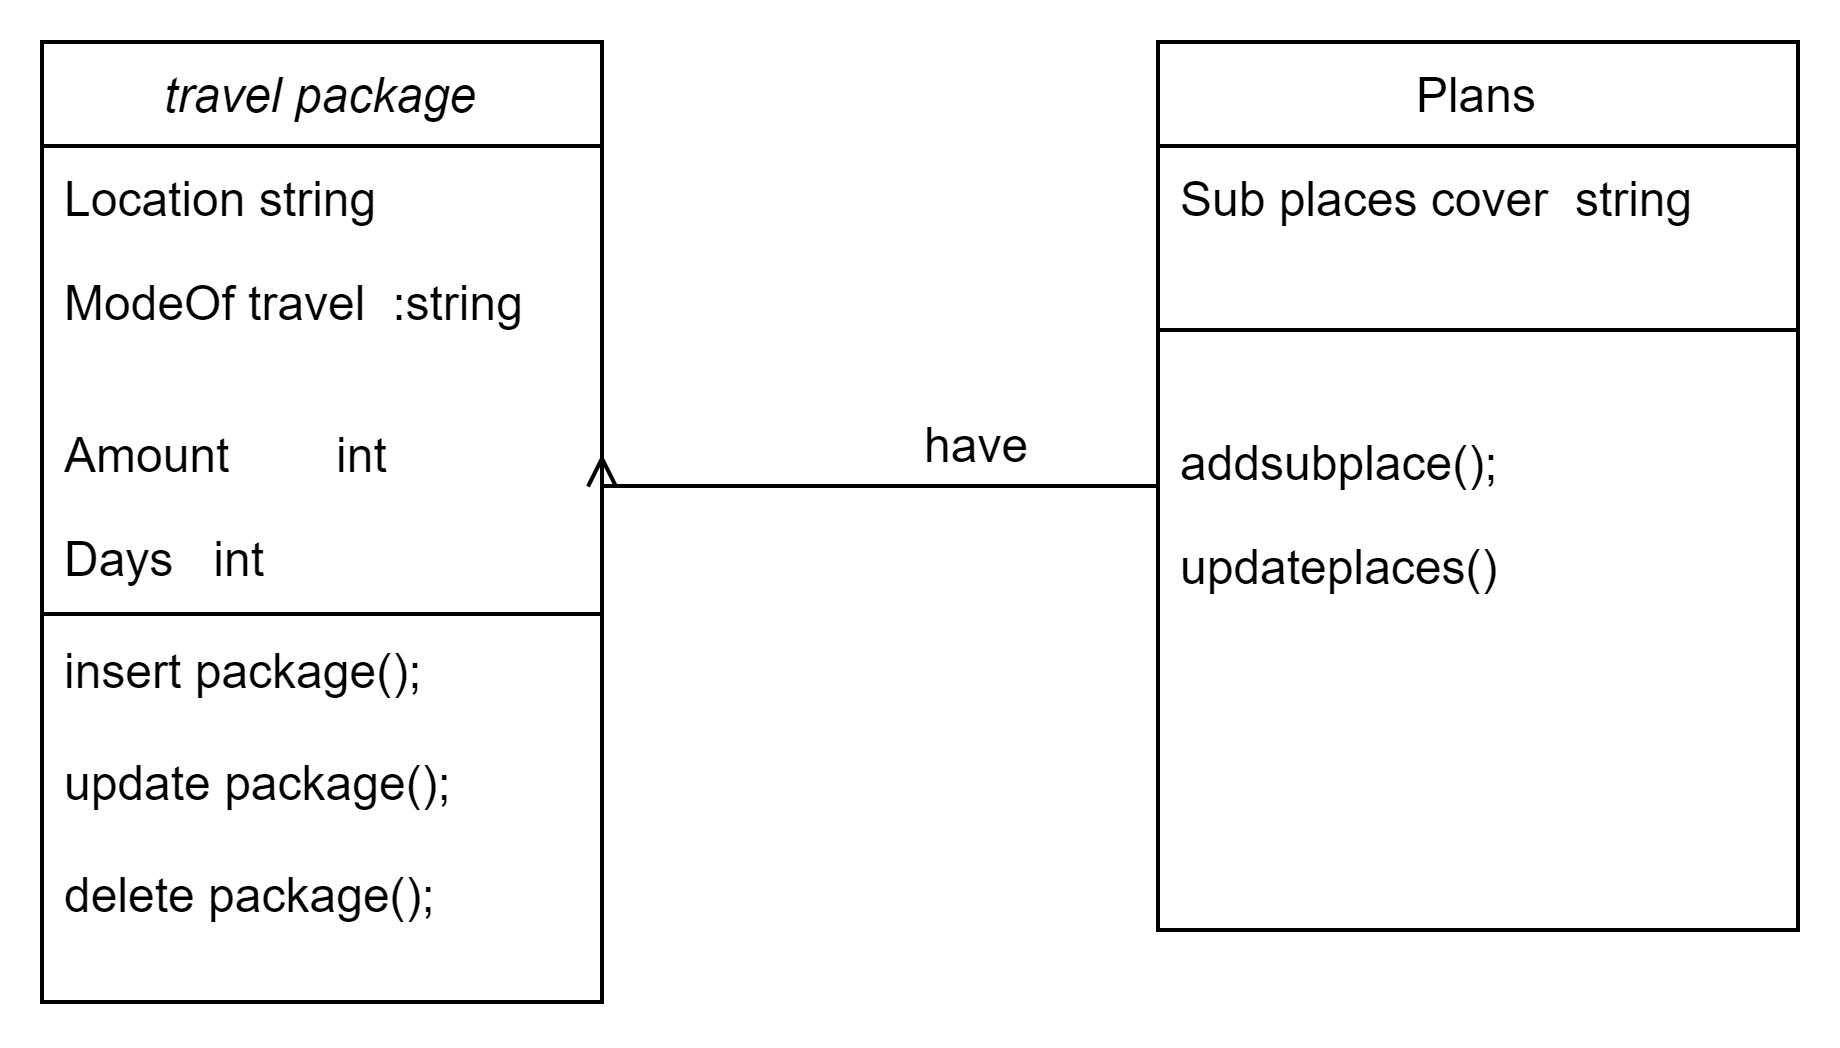 travel package
Location string
ModeOf travel  :string
Amount        int
Days   int
insert package();
update package();
delete package();
have
Plans
Sub places cover  string
addsubplace();
updateplaces()